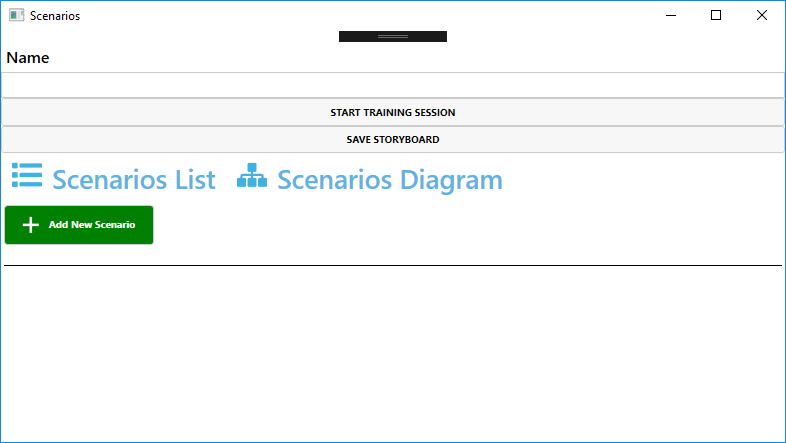 Scenarios
Name
START TRAINING SESSION
SAVE STORYBOARD
Scenarios List Scenarios Diagram
Add New Scenario